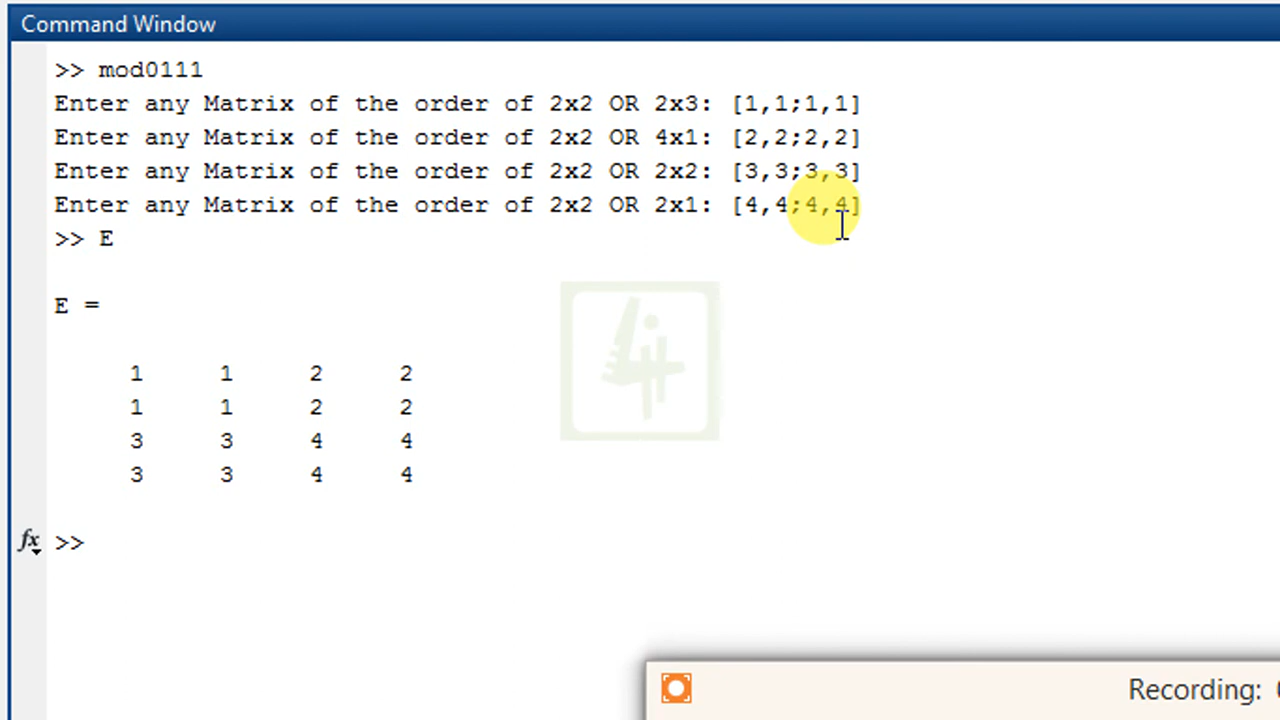 Command Window
>> mod0111
Enter any Matrix of the order of 2x2 OR 2x3: [1,1;1,1]
Enter any Matrix of the order of 2x2 OR 4x1: [2,2;2,2]
Enter any Matrix of the order of 2x2 OR 2x2: [3,3;3,3]
Enter any Matrix of the order of 2x2 OR 2x1: [4,4;4,4]
>> E
E =
1 1 2 2
1 1 2 2
3 3 4 4
3 3 4 4
fx >>
Recording: